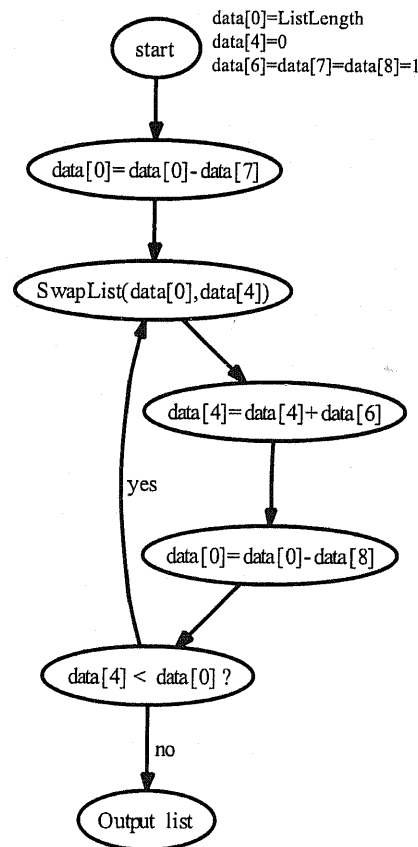 start
data[0]=ListLength
data[4]=0
data[6]=data[7]=data[8]=1
data[0]=data[0]-data[7]
SwapList(data[0],data[4])
data[4]=data[4]+data[6]
yes
data[0]=data[0]-data[8]
data[4] < data[0] ?
no
Output list